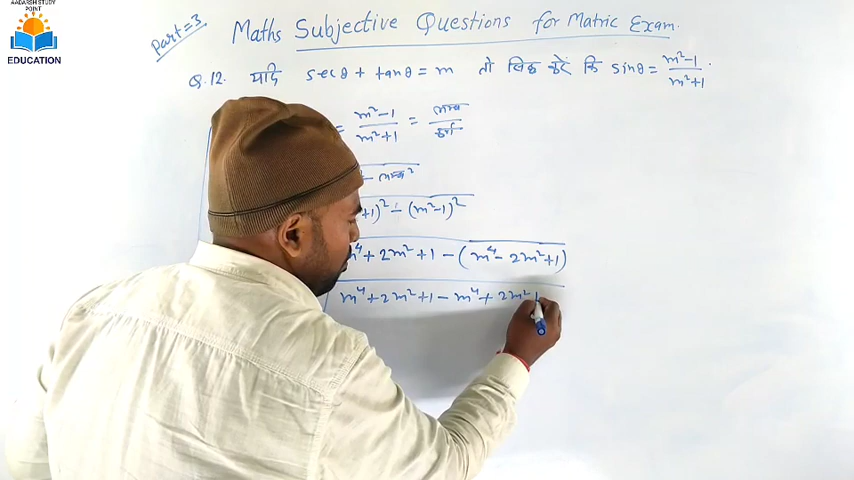 AADARSH STUDY
POINT
EDUCATION
Part=3
Maths Subjective Questions for Matric Exam.
Q.12. यदि secθ + tanθ = m तो सिद्ध करें कि sinθ = m²-1/m²+1.
= m²-1/m²+1 = लम्ब/कर्ण
- लम्ब²
+1)² - (m²-1)²
m⁴+2m²+1-(m⁴-2m²+1)
m⁴+2m²+1-m⁴+2m²